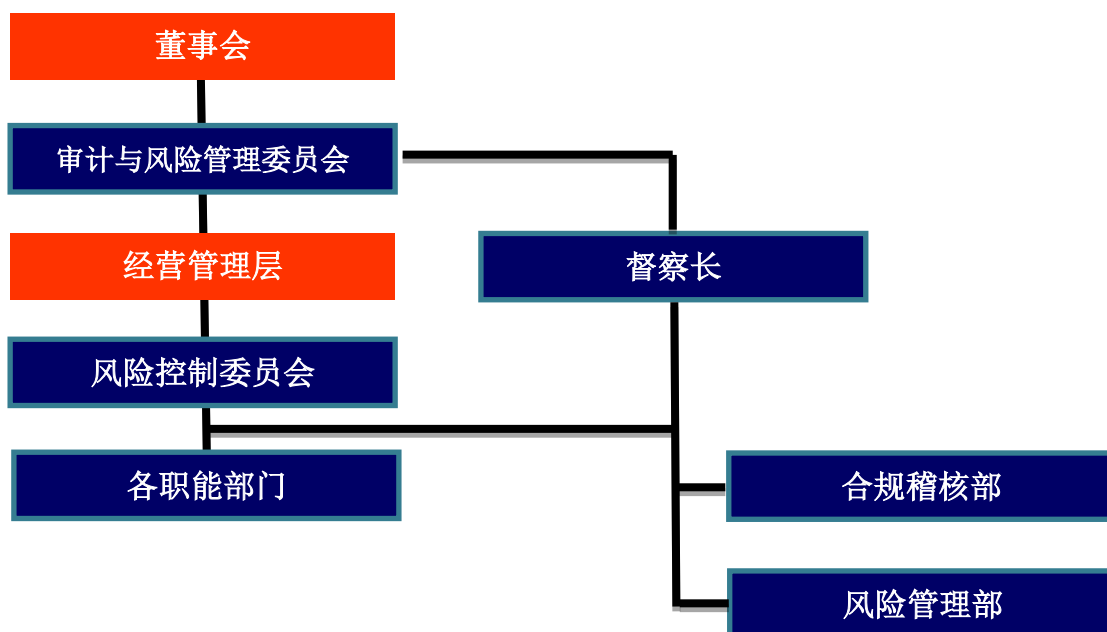 董事会
审计与风险管理委员会
经营管理层
督察长
风险控制委员会
各职能部门
合规稽核部
风险管理部